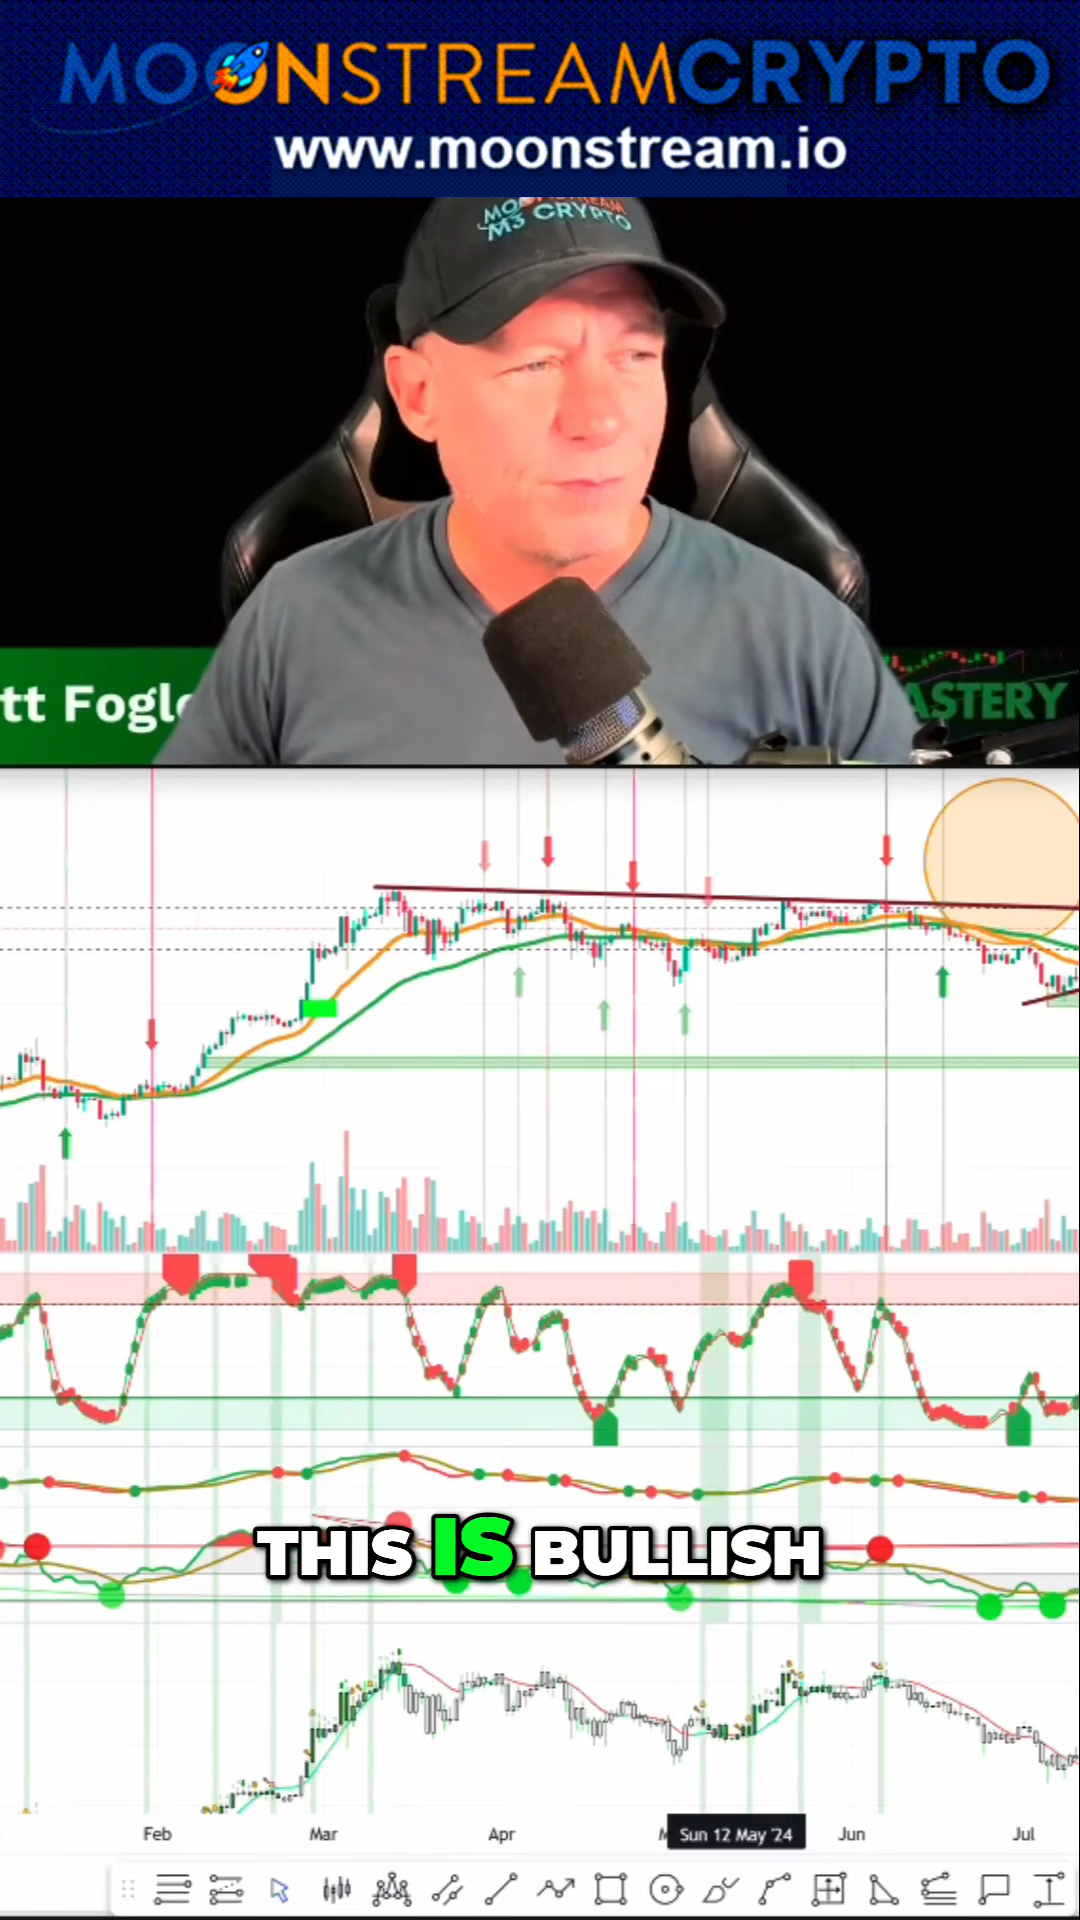 MOONSTREAMCRYPTO
www.moonstream.io
M3 CRYPTO
tt Fogle
ASTERY
THIS IS BULLISH
Feb Mar Apr Sun 12 May '24 Jun Jul